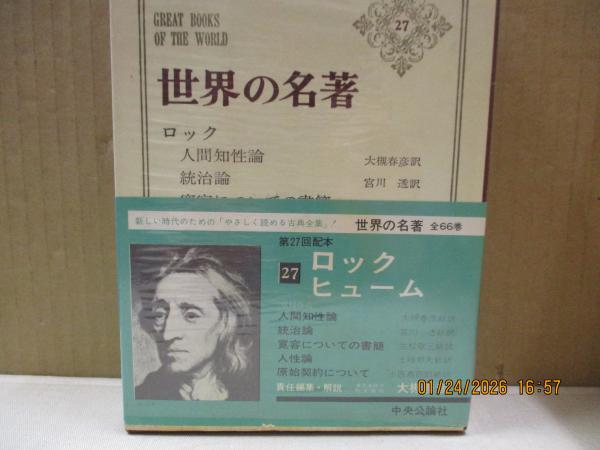 GREAT BOOKS
OF THE WORLD
27
世界の名著
ロック
人間知性論 大槻春彦訳
統治論 宮川 透訳
新しい時代のための「やさしく読める古典全集」!
世界の名著 全66巻
第27回配本
27 ロック
ヒューム
人間知性論
統治論
寛容についての書簡
人性論
原始契約について
責任編集・解説
大槻
01/24/2026 16:57
中央公論社